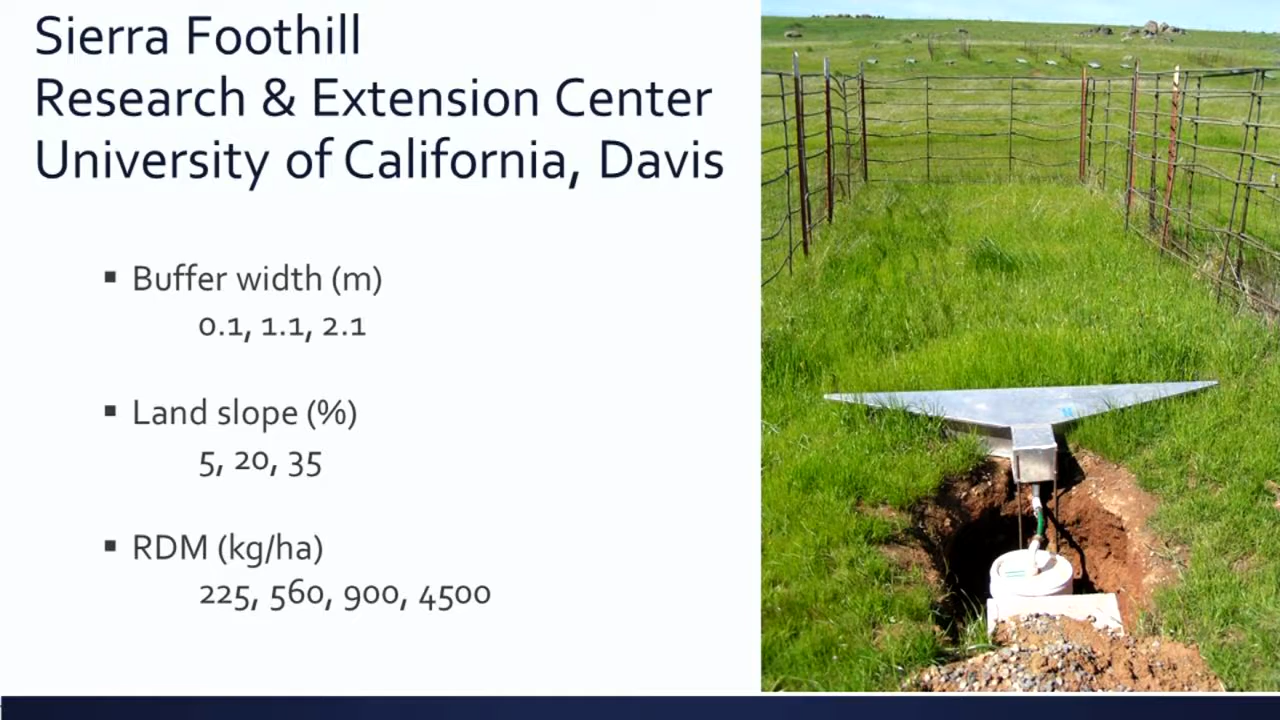 Sierra Foothill
Research & Extension Center
University of California, Davis
▪ Buffer width (m)
0.1, 1.1, 2.1
▪ Land slope (%)
5, 20, 35
▪ RDM (kg/ha)
225, 560, 900, 4500